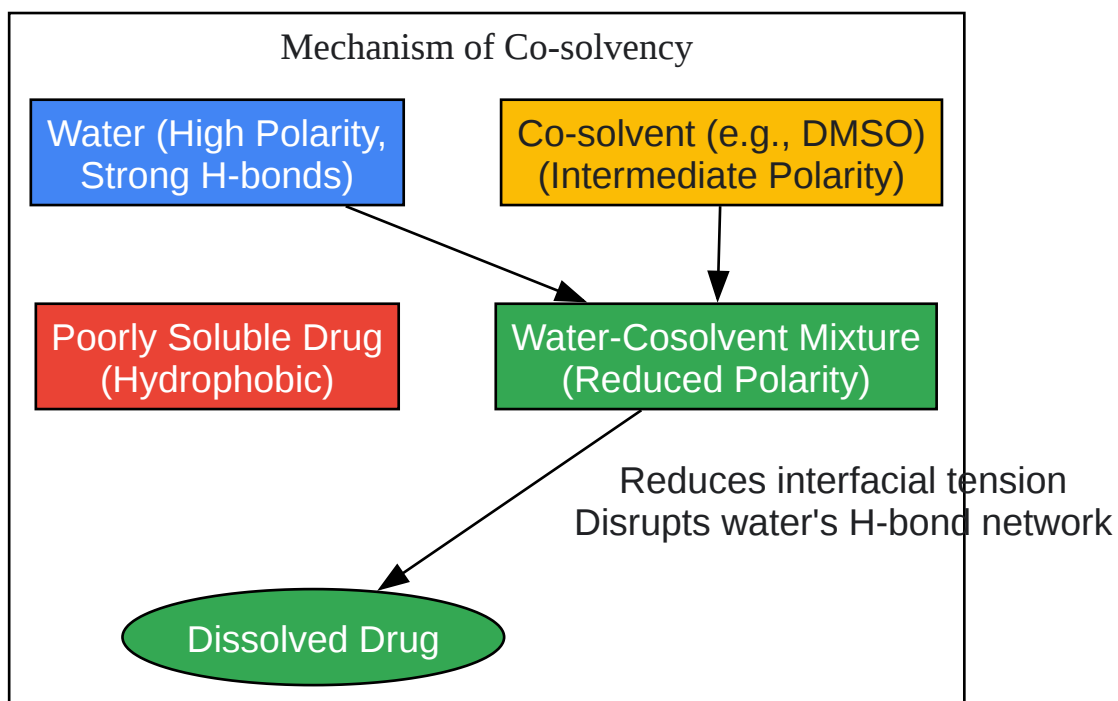 Mechanism of Co-solvency
Water (High Polarity,
Strong H-bonds)
Co-solvent (e.g., DMSO)
(Intermediate Polarity)
Poorly Soluble Drug
(Hydrophobic)
Water-Cosolvent Mixture
(Reduced Polarity)
Reduces interfacial tension
Disrupts water's H-bond network
Dissolved Drug